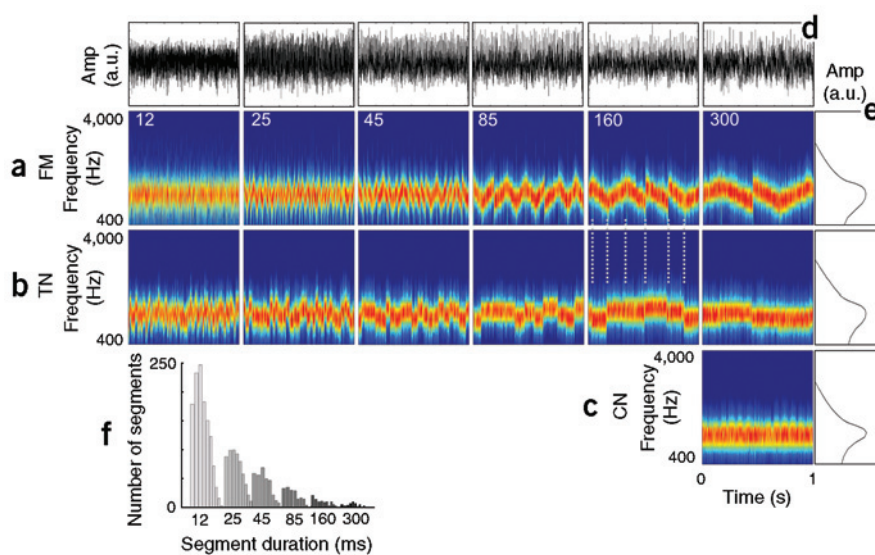 d
Amp
(a.u.)
Amp
(a.u.)
e
4,000
12
25
45
85
160
300
a
FM
Frequency
(Hz)
400
4,000
b
TN
Frequency
(Hz)
400
4,000
c
CN
Frequency
(Hz)
400
0
1
Time (s)
f
250
Number of segments
0
12
25
45
85
160
300
Segment duration (ms)